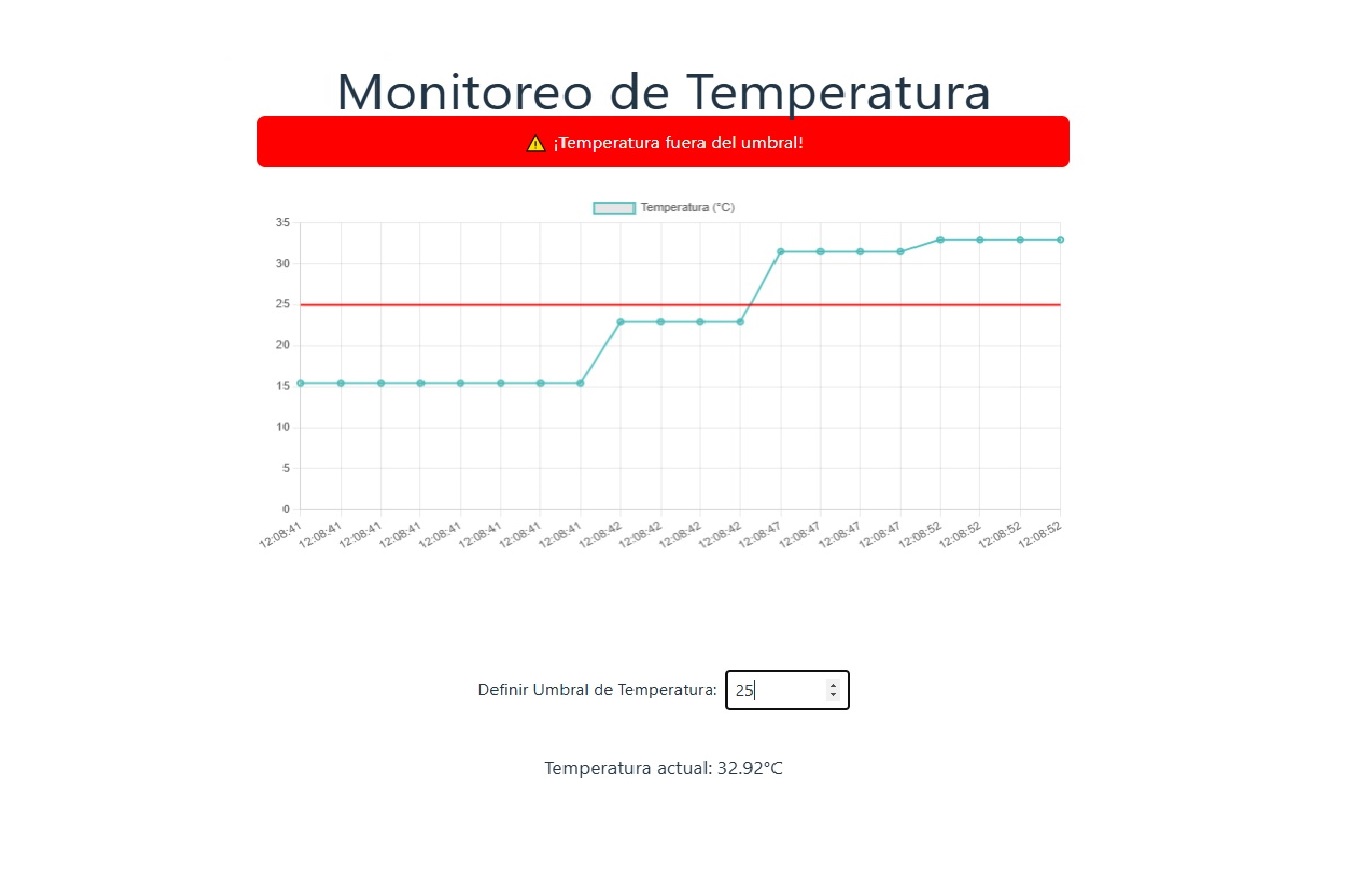 Monitoreo de Temperatura
⚠ ¡Temperatura fuera del umbral!
Temperatura (°C)
35
30
25
20
15
10
5
0
12:08:41 12:08:41 12:08:41 12:08:41 12:08:41 12:08:41 12:08:41 12:08:41 12:08:42 12:08:42 12:08:42 12:08:42 12:08:47 12:08:47 12:08:47 12:08:47 12:08:52 12:08:52 12:08:52 12:08:52
Definir Umbral de Temperatura: 25
Temperatura actual: 32.92°C